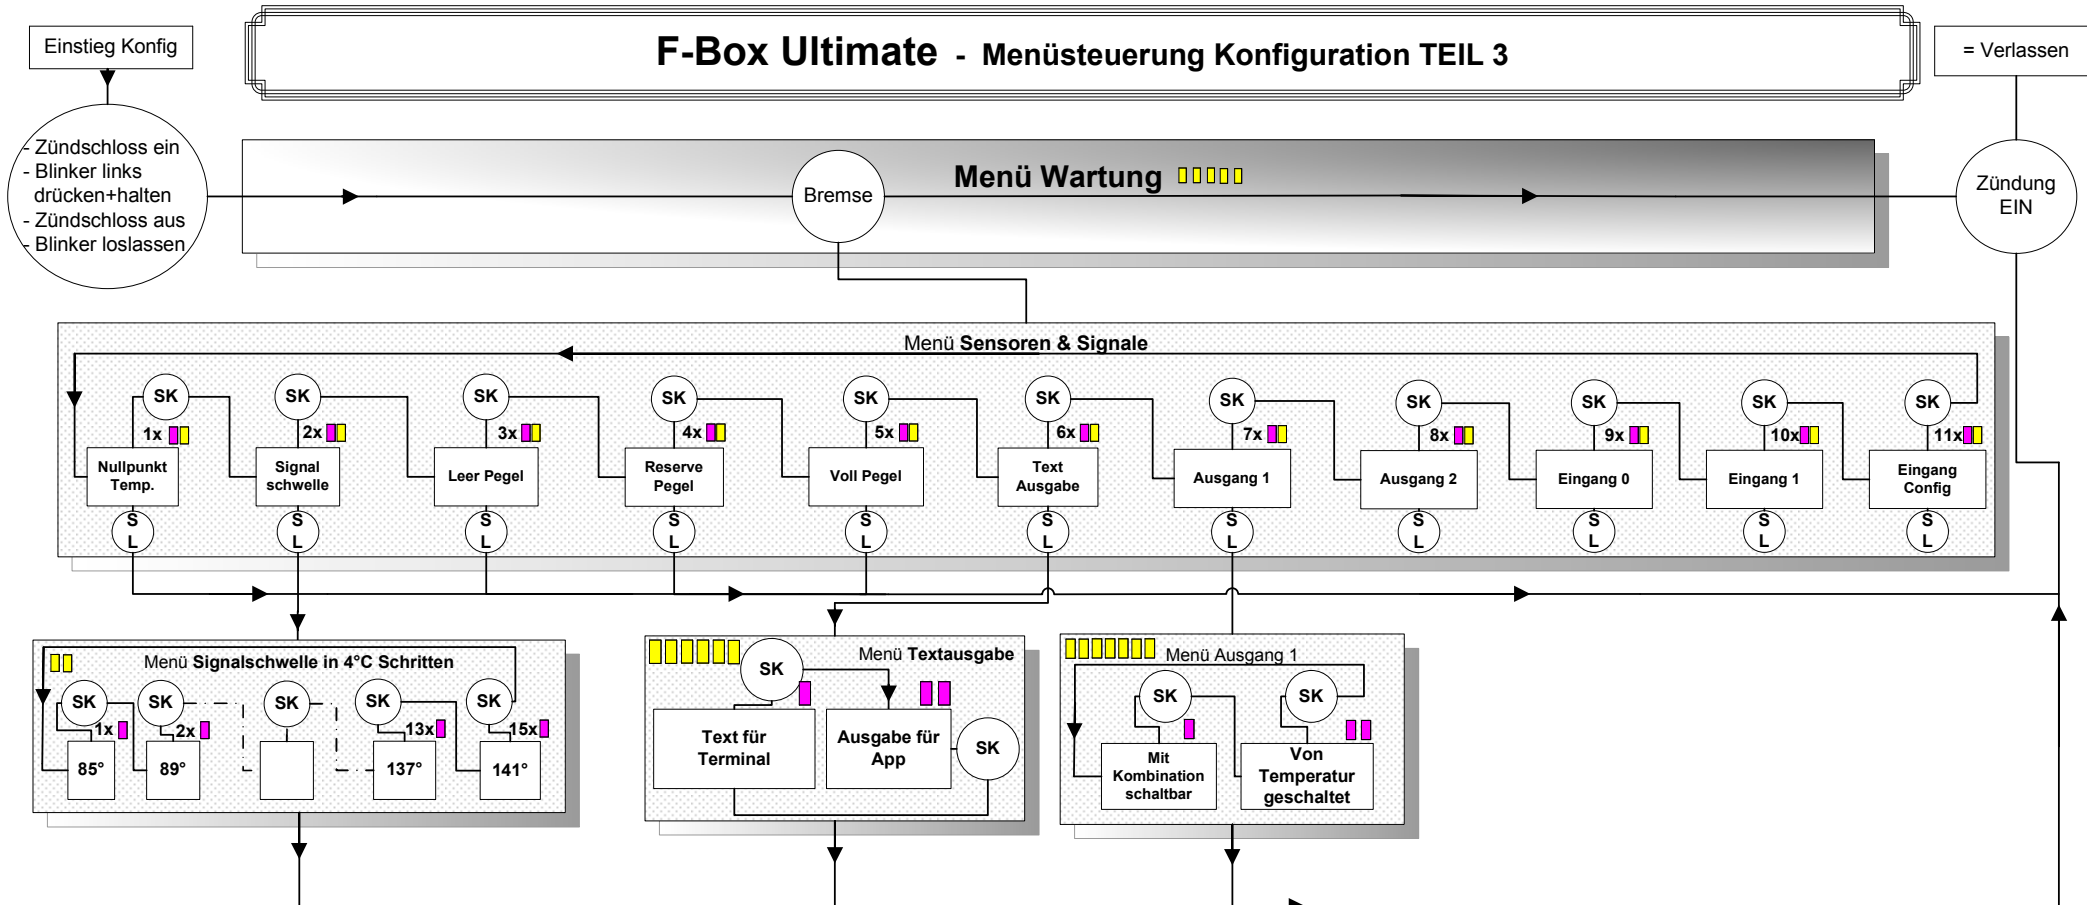 Einstieg Konfig
F-Box Ultimate - Menüsteuerung Konfiguration TEIL 3
= Verlassen
- Zündschloss ein
- Blinker links
drücken+halten
- Zündschloss aus
- Blinker loslassen
Bremse
Menü Wartung
Zündung
EIN
Menü Sensoren & Signale
SK SK SK SK SK SK SK SK SK SK SK
1x 2x 3x 4x 5x 6x 7x 8x 9x 10x 11x
Nullpunkt
Temp.
Signal
schwelle
Leer Pegel
Reserve
Pegel
Voll Pegel
Text
Ausgabe
Ausgang 1
Ausgang 2
Eingang 0
Eingang 1
Eingang
Config
S S S S S S S S S S S
L L L L L L L L L L L
Menü Signalschwelle in 4°C Schritten
SK SK SK SK SK
1x 2x 13x 15x
85° 89° 137° 141°
Menü Textausgabe
SK
Text für
Terminal
Ausgabe für
App
SK
Menü Ausgang 1
SK SK
Mit
Kombination
schaltbar
Von
Temperatur
geschaltet